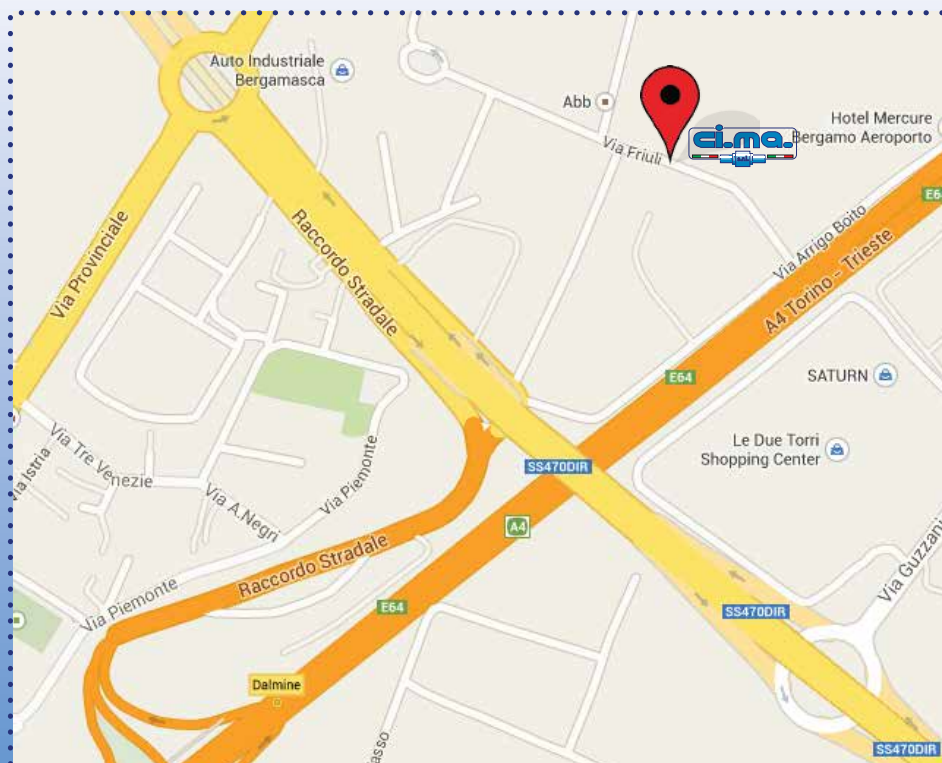 Auto Industriale
Bergamasca
Abb
ci.ma.
Hotel Mercure
Bergamo Aeroporto
Via Friuli
Via Provinciale
Raccordo Stradale
Via Arrigo Boito
A4 Torino - Trieste
E64
SATURN
Le Due Torri
Shopping Center
SS470DIR
Via Tre Venezie
Via Istria
Via A.Negri
Via Piemonte
A4
Raccordo Stradale
Via Guzzani
Via Piemonte
E64
SS470DIR
Dalmine
SS470DIR